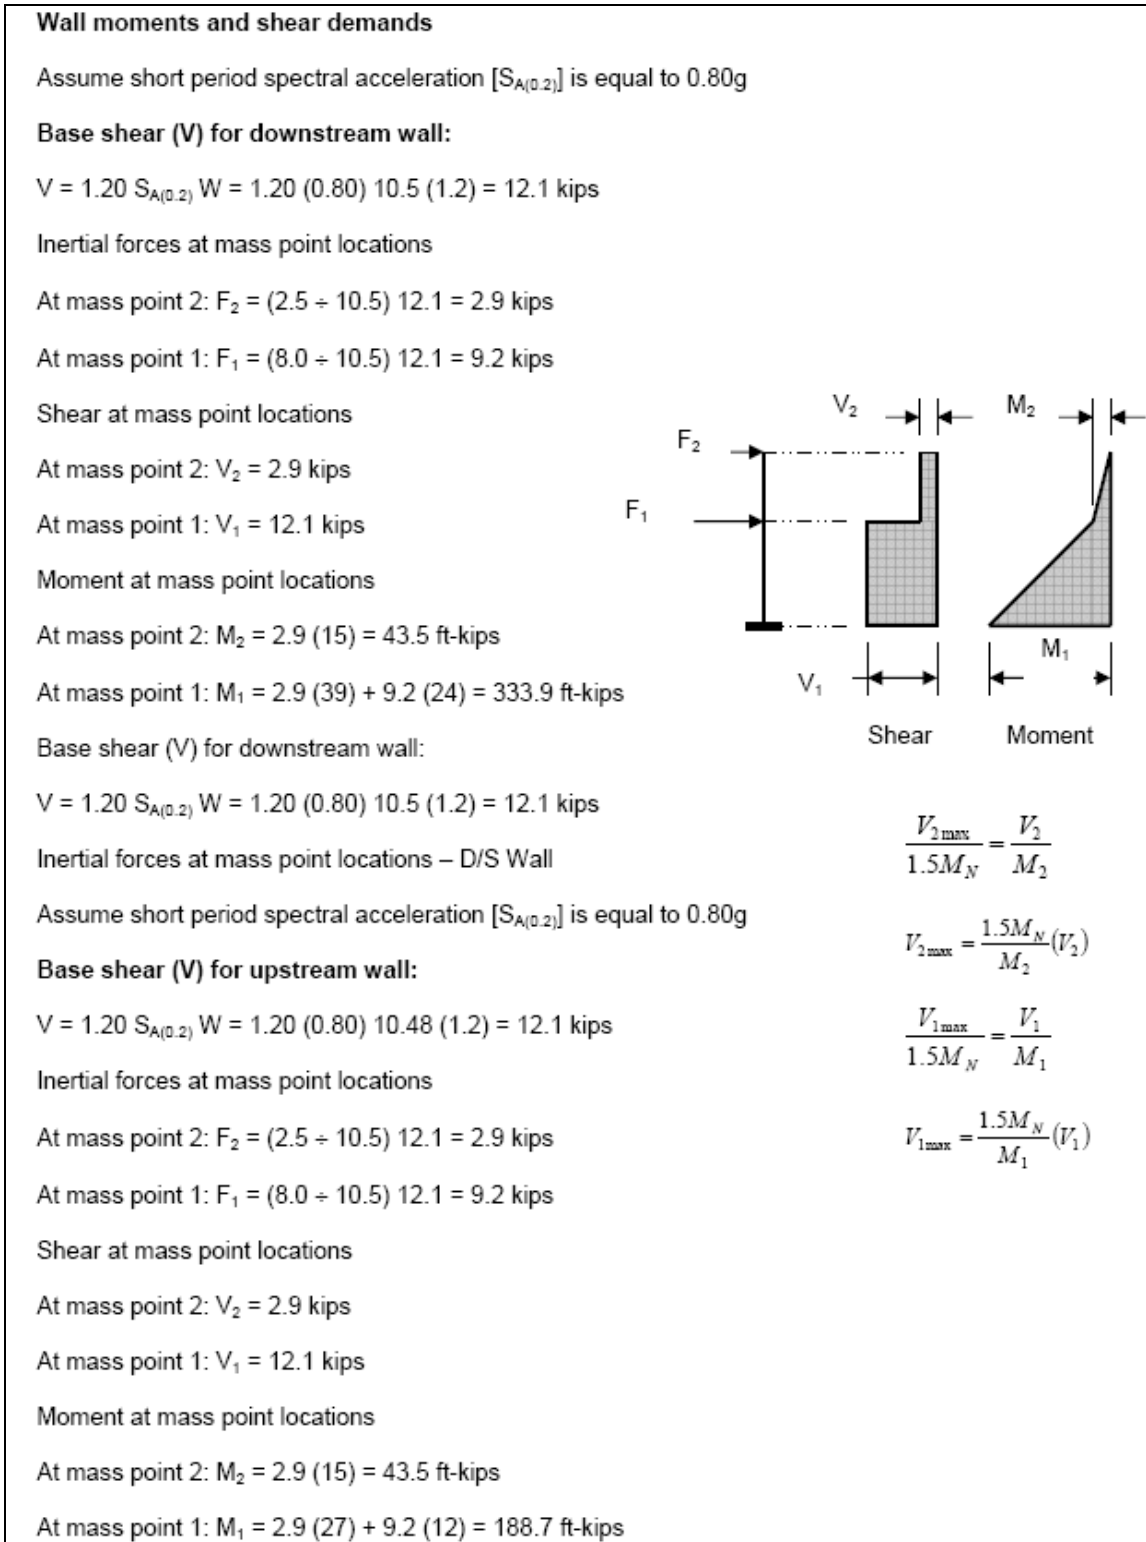 Wall moments and shear demands
Assume short period spectral acceleration [S_A(0.2)] is equal to 0.80g
Base shear (V) for downstream wall:
V = 1.20 S_A(0.2) W = 1.20 (0.80) 10.5 (1.2) = 12.1 kips
Inertial forces at mass point locations
At mass point 2: F₂ = (2.5 ÷ 10.5) 12.1 = 2.9 kips
At mass point 1: F₁ = (8.0 ÷ 10.5) 12.1 = 9.2 kips
Shear at mass point locations
At mass point 2: V₂ = 2.9 kips
At mass point 1: V₁ = 12.1 kips
Moment at mass point locations
At mass point 2: M₂ = 2.9 (15) = 43.5 ft-kips
At mass point 1: M₁ = 2.9 (39) + 9.2 (24) = 333.9 ft-kips
Base shear (V) for downstream wall:
V = 1.20 S_A(0.2) W = 1.20 (0.80) 10.5 (1.2) = 12.1 kips
Inertial forces at mass point locations – D/S Wall
Assume short period spectral acceleration [S_A(0.2)] is equal to 0.80g
Base shear (V) for upstream wall:
V = 1.20 S_A(0.2) W = 1.20 (0.80) 10.48 (1.2) = 12.1 kips
Inertial forces at mass point locations
At mass point 2: F₂ = (2.5 ÷ 10.5) 12.1 = 2.9 kips
At mass point 1: F₁ = (8.0 ÷ 10.5) 12.1 = 9.2 kips
Shear at mass point locations
At mass point 2: V₂ = 2.9 kips
At mass point 1: V₁ = 12.1 kips
Moment at mass point locations
At mass point 2: M₂ = 2.9 (15) = 43.5 ft-kips
At mass point 1: M₁ = 2.9 (27) + 9.2 (12) = 188.7 ft-kips
V₂ M₂
F₂
F₁
M₁
V₁
Shear Moment
V_2max / 1.5M_N = V₂ / M₂
V_2max = 1.5M_N / M₂ (V₂)
V_1max / 1.5M_N = V₁ / M₁
V_1max = 1.5M_N / M₁ (V₁)